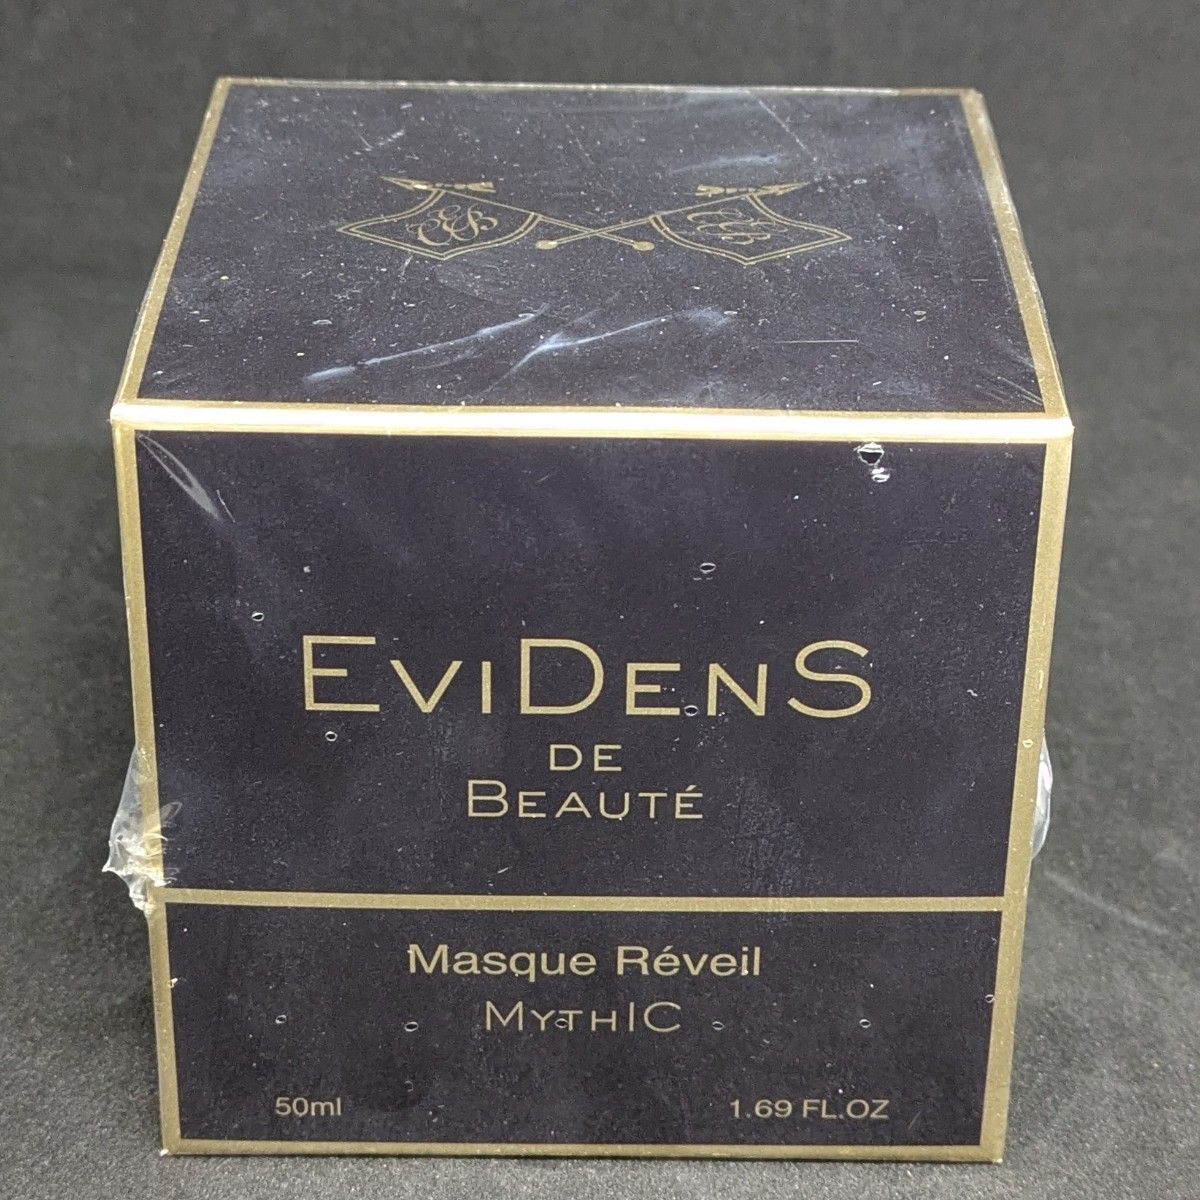 EviDenS
DE
Beauté
Masque Réveil
MythIC
50ml
1.69 FL.OZ